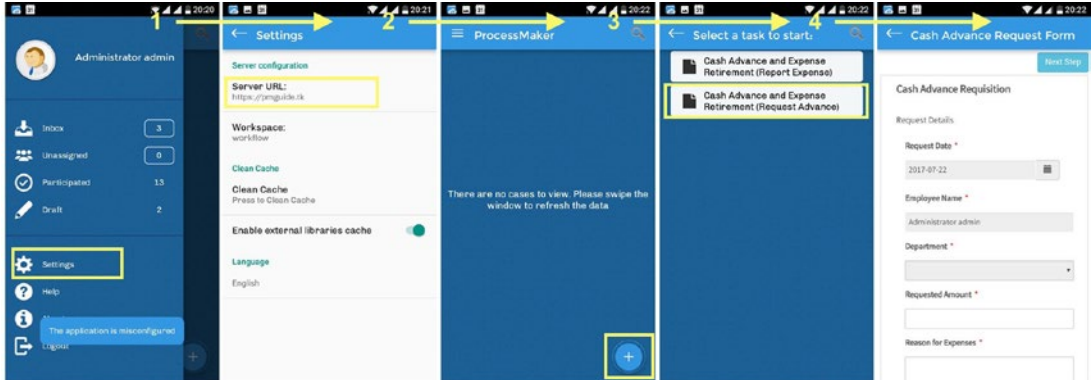 20:20
1
Administrator admin
Inbox 3
Unassigned 0
Participated 13
Draft 2
Settings
Help
The application is misconfigured
Logout
20:21
2
Settings
Server configuration
Server URL:
https://pmguide.tk
Workspace:
workflow
Clean Cache
Clean Cache
Press to Clean Cache
Enable external libraries cache
Language
English
20:22
3
ProcessMaker
There are no cases to view. Please swipe the
window to refresh the data
+
20:22
4
Select a task to start:
Cash Advance and Expense
Retirement (Report Expense)
Cash Advance and Expense
Retirement (Request Advance)
20:22
Cash Advance Request Form
Next Step
Cash Advance Requisition
Request Details
Request Date *
2017-07-22
Employee Name *
Administrator admin
Department *
Requested Amount *
Reason for Expenses *